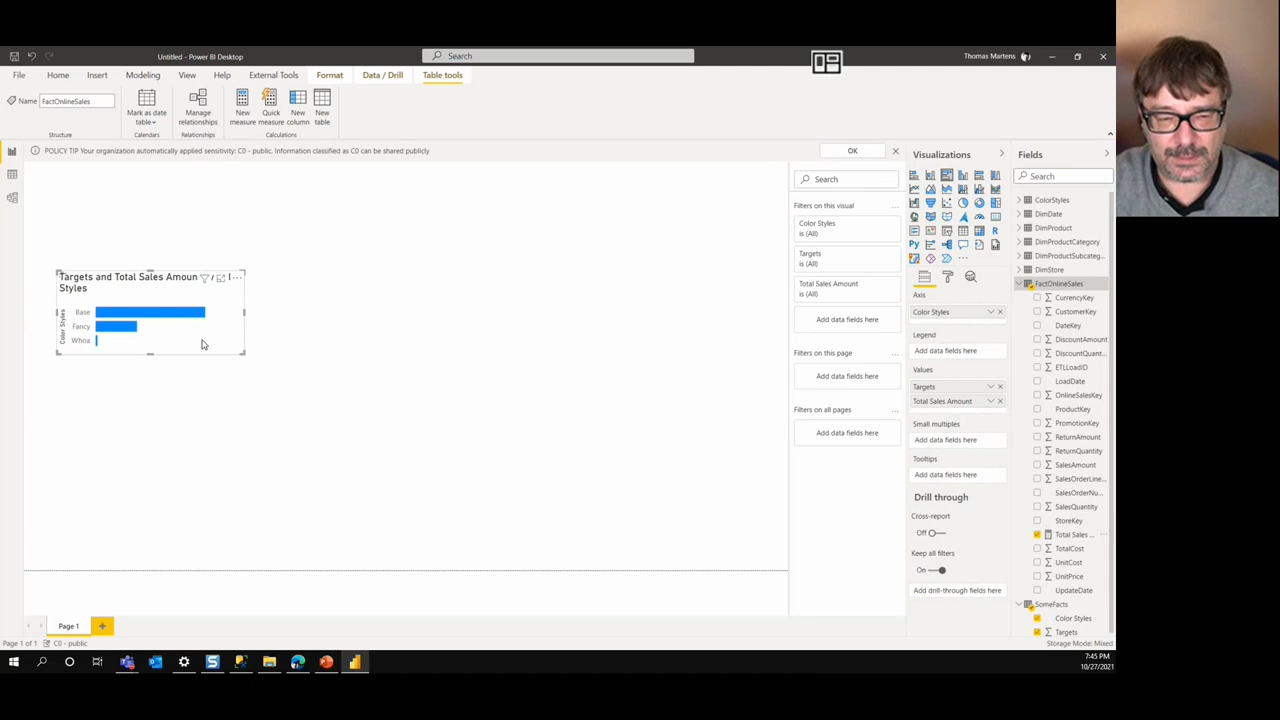 Untitled - Power BI Desktop
Search
Thomas Martens
File
Home
Insert
Modeling
View
Help
External Tools
Format
Data / Drill
Table tools
Name
FactOnlineSales
Mark as date
table
Manage
relationships
New
measure
Quick
measure
New
column
New
table
Structure
Calendars
Relationships
Calculations
POLICY TIP Your organization automatically applied sensitivity: C0 - public. Information classified as C0 can be shared publicly
OK
Targets and Total Sales Amoun
Styles
Color Styles
Base
Fancy
Whoa
Search
Filters on this visual
Color Styles
is (All)
Targets
is (All)
Total Sales Amount
is (All)
Add data fields here
Filters on this page
Add data fields here
Filters on all pages
Add data fields here
Visualizations
R
Py
Axis
Color Styles
Legend
Add data fields here
Values
Targets
Total Sales Amount
Small multiples
Add data fields here
Tooltips
Add data fields here
Drill through
Cross-report
Off
Keep all filters
On
Add drill-through fields here
Fields
Search
ColorStyles
DimDate
DimProduct
DimProductCategory
DimProductSubcateg...
DimStore
FactOnlineSales
CurrencyKey
CustomerKey
DateKey
DiscountAmount
DiscountQuant...
ETLLoadID
LoadDate
OnlineSalesKey
ProductKey
PromotionKey
ReturnAmount
ReturnQuantity
SalesAmount
SalesOrderLine...
SalesOrderNu...
SalesQuantity
StoreKey
Total Sales ...
TotalCost
UnitCost
UnitPrice
UpdateDate
SomeFacts
Color Styles
Targets
Page 1
Page 1 of 1
C0 - public
Storage Mode: Mixed
7:45 PM
10/27/2021